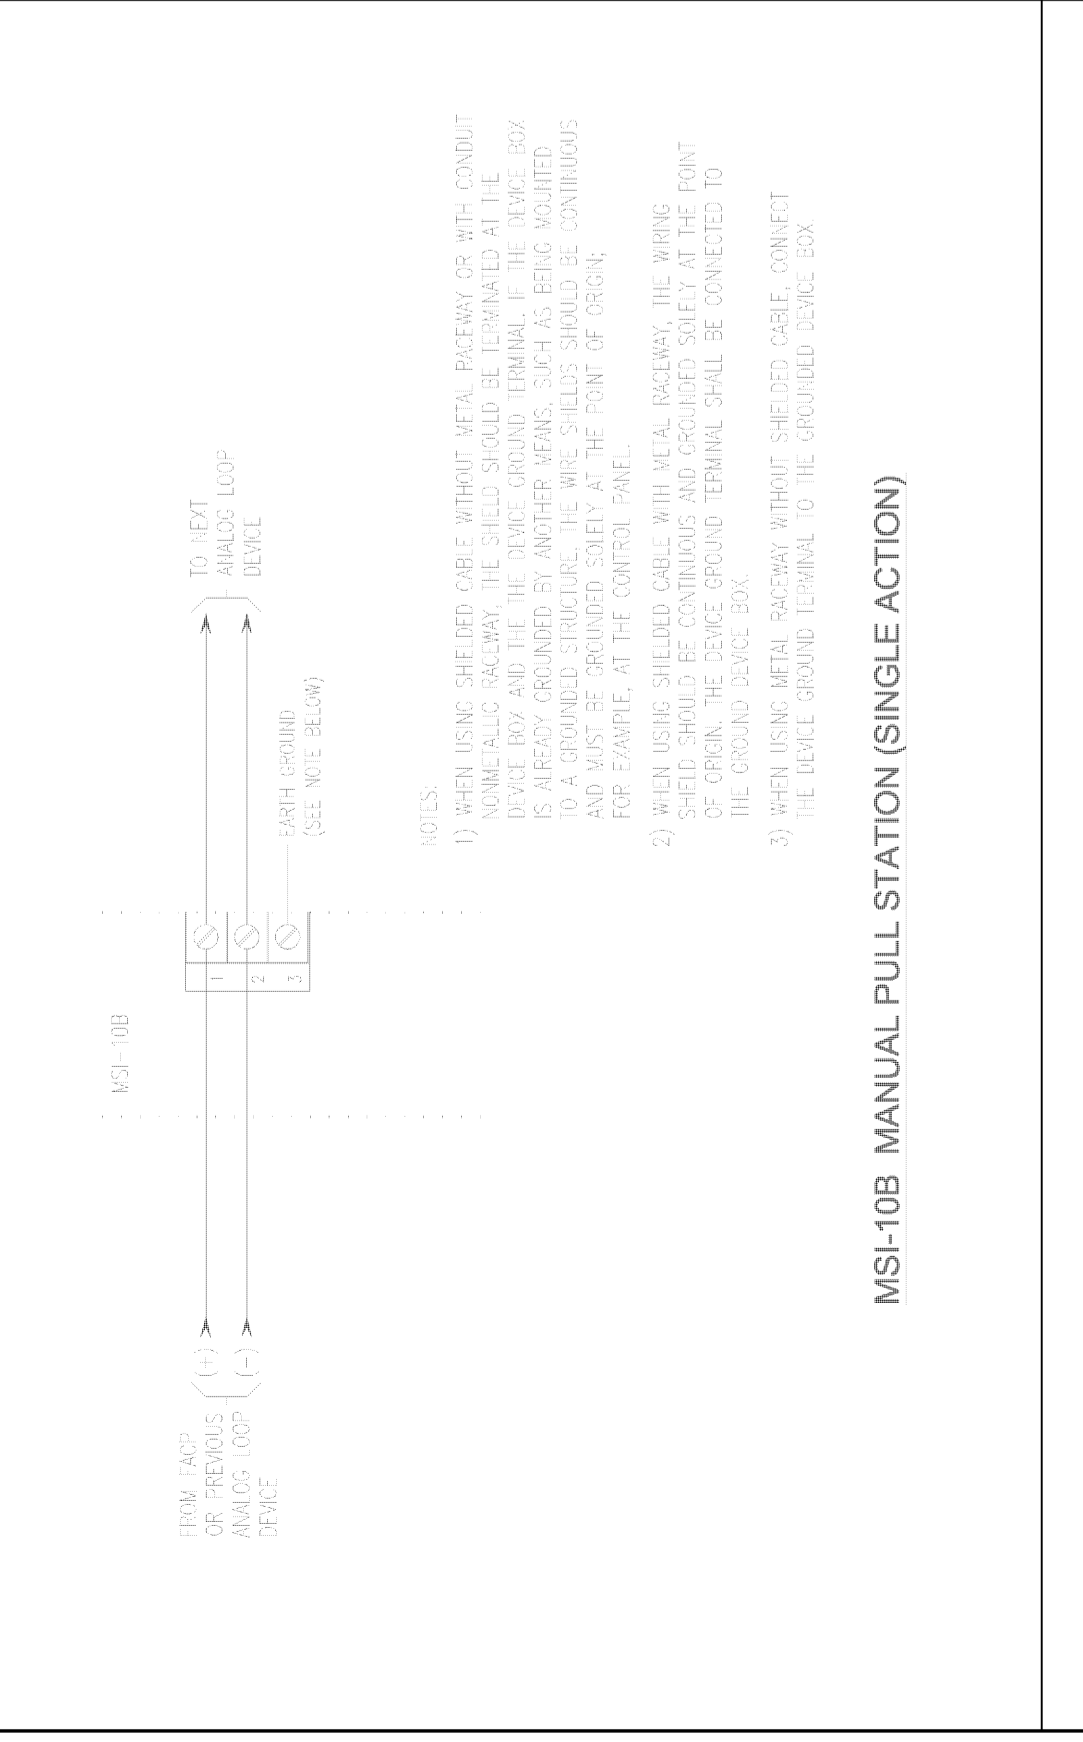 MSI-10B
FROM FACP
OR PREVIOUS
ANALOG LOOP
DEVICE
(+)
(-)
1
2
3
TO NEXT
ANALOG LOOP
DEVICE
EARTH GROUND
(SEE NOTE BELOW)
NOTES:
1) WHEN USING SHIELDED CABLE WITHOUT METAL RACEWAY OR WITH CONDUIT
NONMETALLIC RACEWAY, THE SHIELD SHOULD BE TERMINATED AT THE
DEVICE BOX AND THE DEVICE GROUND TERMINAL. IF THE DEVICE BOX
IS ALREADY GROUNDED BY ANOTHER MEANS, SUCH AS BEING MOUNTED
TO A GROUNDED STRUCTURE, THE WIRE SHIELDS SHOULD BE CONTINUOUS
AND MUST BE GROUNDED SOLELY AT THE POINT OF ORIGIN;
FOR EXAMPLE, AT THE CONTROL PANEL.
2) WHEN USING SHIELDED CABLE WITH METAL RACEWAY, THE WIRING
SHIELD SHOULD BE CONTINUOUS AND GROUNDED SOLELY AT THE POINT
OF ORIGIN. THE DEVICE GROUND TERMINAL SHALL BE CONNECTED TO
THE GROUND DEVICE BOX.
3) WHEN USING METAL RACEWAY WITHOUT SHIELDED CABLE, CONNECT
THE DEVICE GROUND TERMINAL TO THE GROUNDED DEVICE BOX.
MSI-10B MANUAL PULL STATION (SINGLE ACTION)